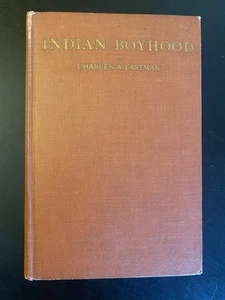 INDIAN BOYHOOD
CHARLES A. EASTMAN